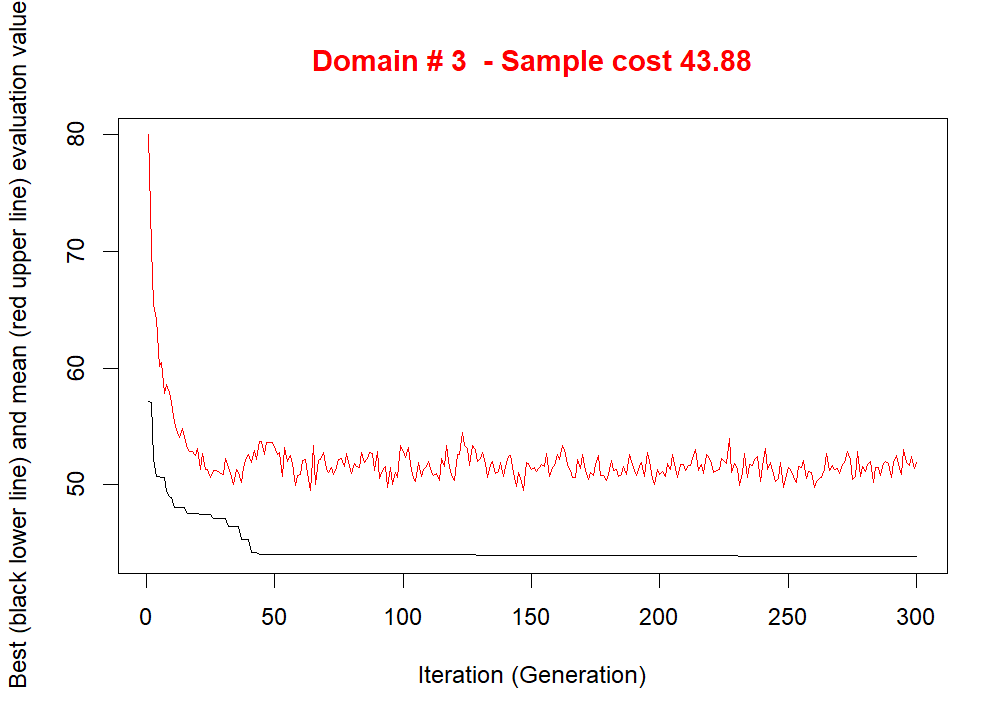 Domain # 3  - Sample cost 43.88
Best (black lower line) and mean (red upper line) evaluation value
80
70
60
50
0 50 100 150 200 250 300
Iteration (Generation)